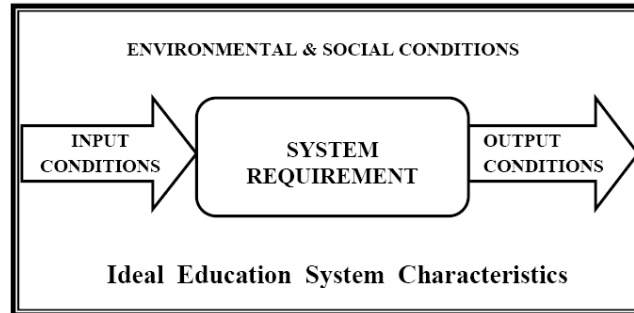 ENVIRONMENTAL & SOCIAL CONDITIONS
INPUT
CONDITIONS
SYSTEM
REQUIREMENT
OUTPUT
CONDITIONS
Ideal Education System Characteristics